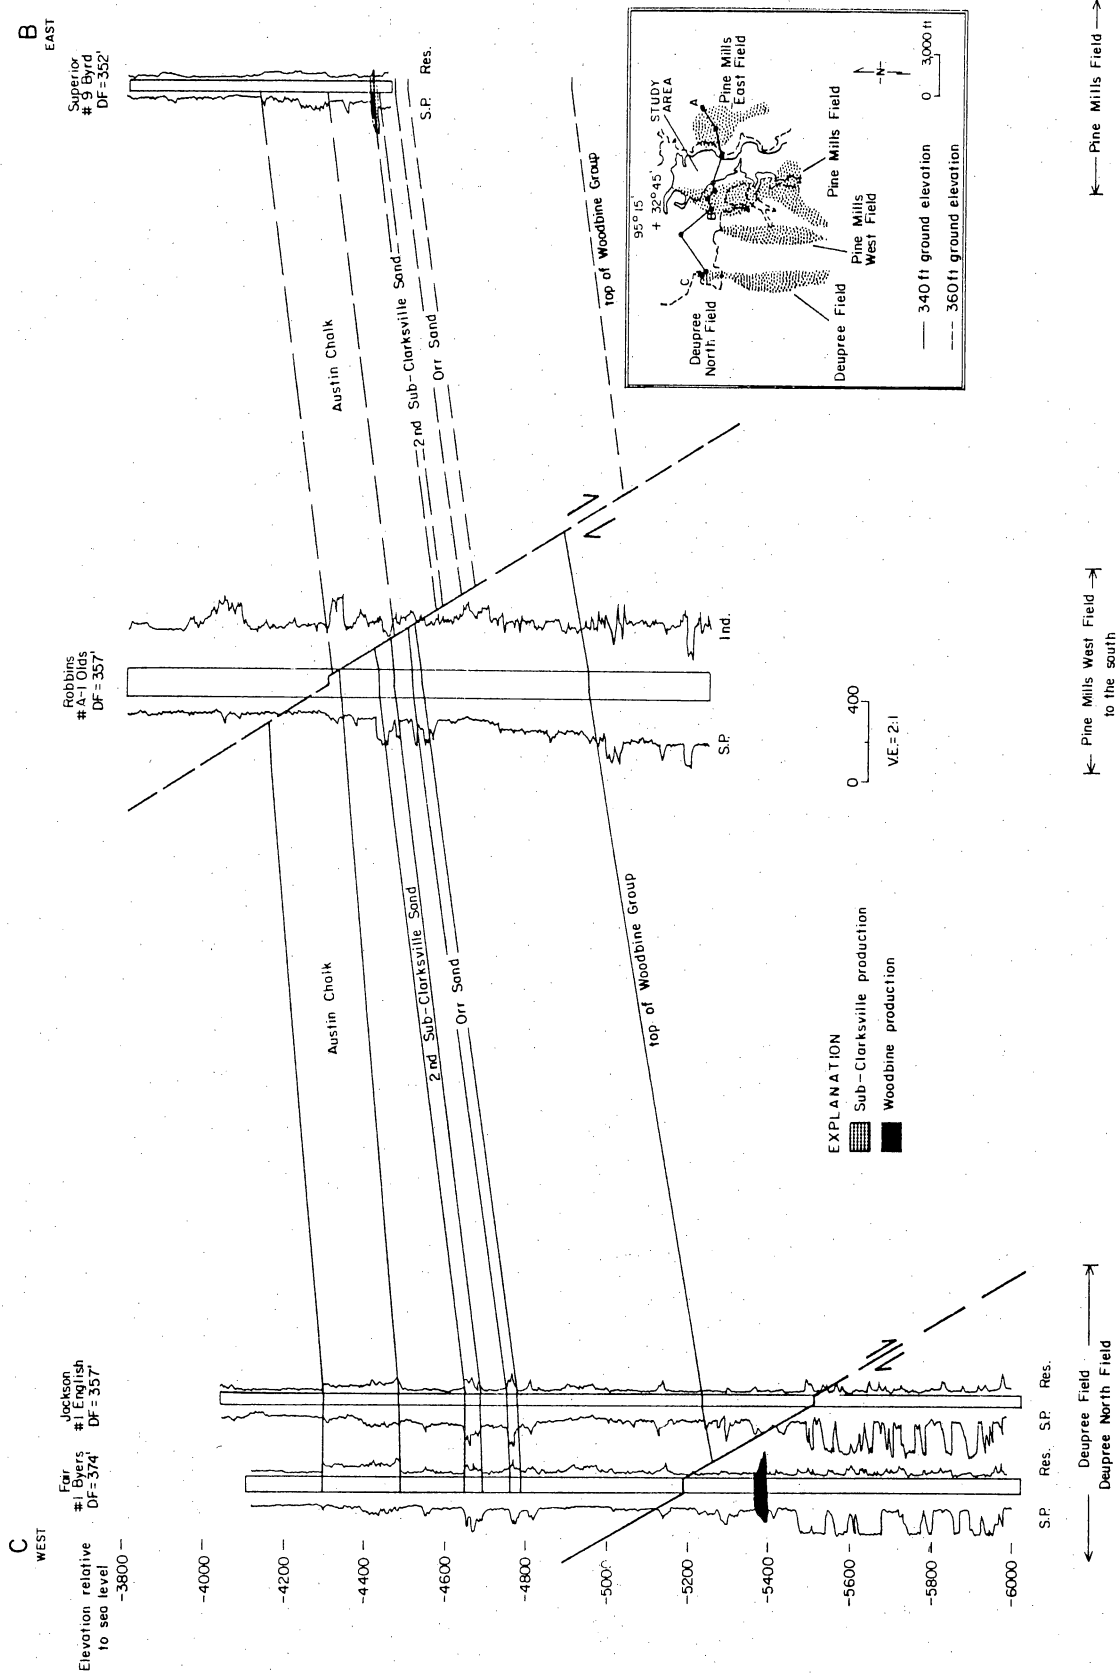 C
WEST
B
EAST
Elevation relative
to sea level
-3800
-4000
-4200
-4400
-4600
-4800
-5000
-5200
-5400
-5600
-5800
-6000
Fair
#1 Byers
DF=374'
Jackson
#1 English
DF=357'
Robbins
#A-1 Olds
DF=357'
Superior
#9 Byrd
DF=352'
S.P.
Res.
S.P.
Res.
S.P.
Ind.
S.P.
Res.
Austin Chalk
2nd Sub-Clarksville Sand
Orr Sand
top of Woodbine Group
Austin Chalk
2nd Sub-Clarksville Sand
Orr Sand
top of Woodbine Group
EXPLANATION
Sub-Clarksville production
Woodbine production
0 400
V.E.= 2:1
95° 15'
+ 32° 45'
STUDY
AREA
A
B
C
Pine Mills
East Field
Pine Mills Field
Pine Mills
West Field
Deupree Field
Deupree
North Field
-N-
0 3,000 ft
340 ft ground elevation
360 ft ground elevation
Deupree Field
Deupree North Field
Pine Mills West Field
to the south
Pine Mills Field